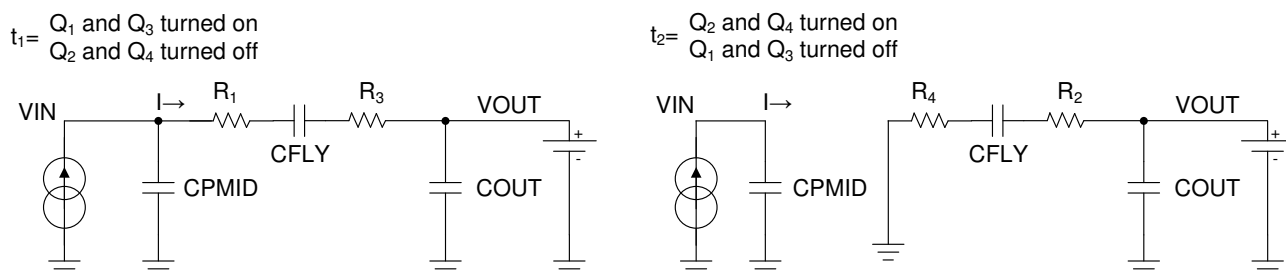 t1= Q1 and Q3 turned on
Q2 and Q4 turned off
VIN
I→
R1
R3
VOUT
+
-
CFLY
CPMID
COUT
t2= Q2 and Q4 turned on
Q1 and Q3 turned off
VIN
I→
R4
R2
VOUT
+
-
CFLY
CPMID
COUT